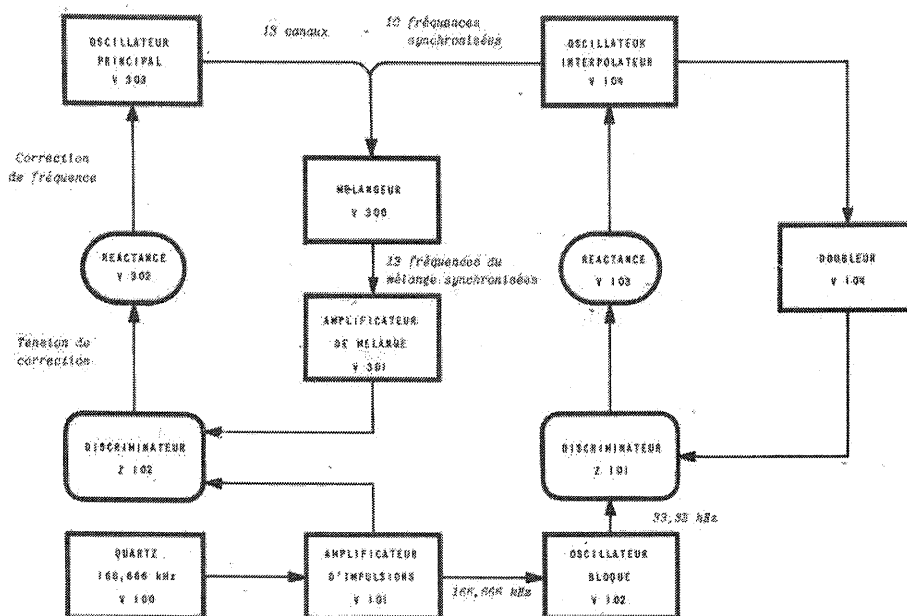 OSCILLATEUR
PRINCIPAL
V 303
13 canaux
10 fréquences
synchronisées
OSCILLATEUR
INTERPOLATEUR
V 104
Correction
de fréquence
MELANGEUR
V 300
REACTANCE
V 302
13 fréquences du
mélange synchronisées
REACTANCE
V 103
DOUBLEUR
V 104
Tension de
correction
AMPLIFICATEUR
DE MELANGE
V 301
DISCRIMINATEUR
Z 102
DISCRIMINATEUR
Z 101
33,33 kHz
QUARTZ
166,666 kHz
V 100
AMPLIFICATEUR
D'IMPULSIONS
V 101
166,666 kHz
OSCILLATEUR
BLOQUE
V 102